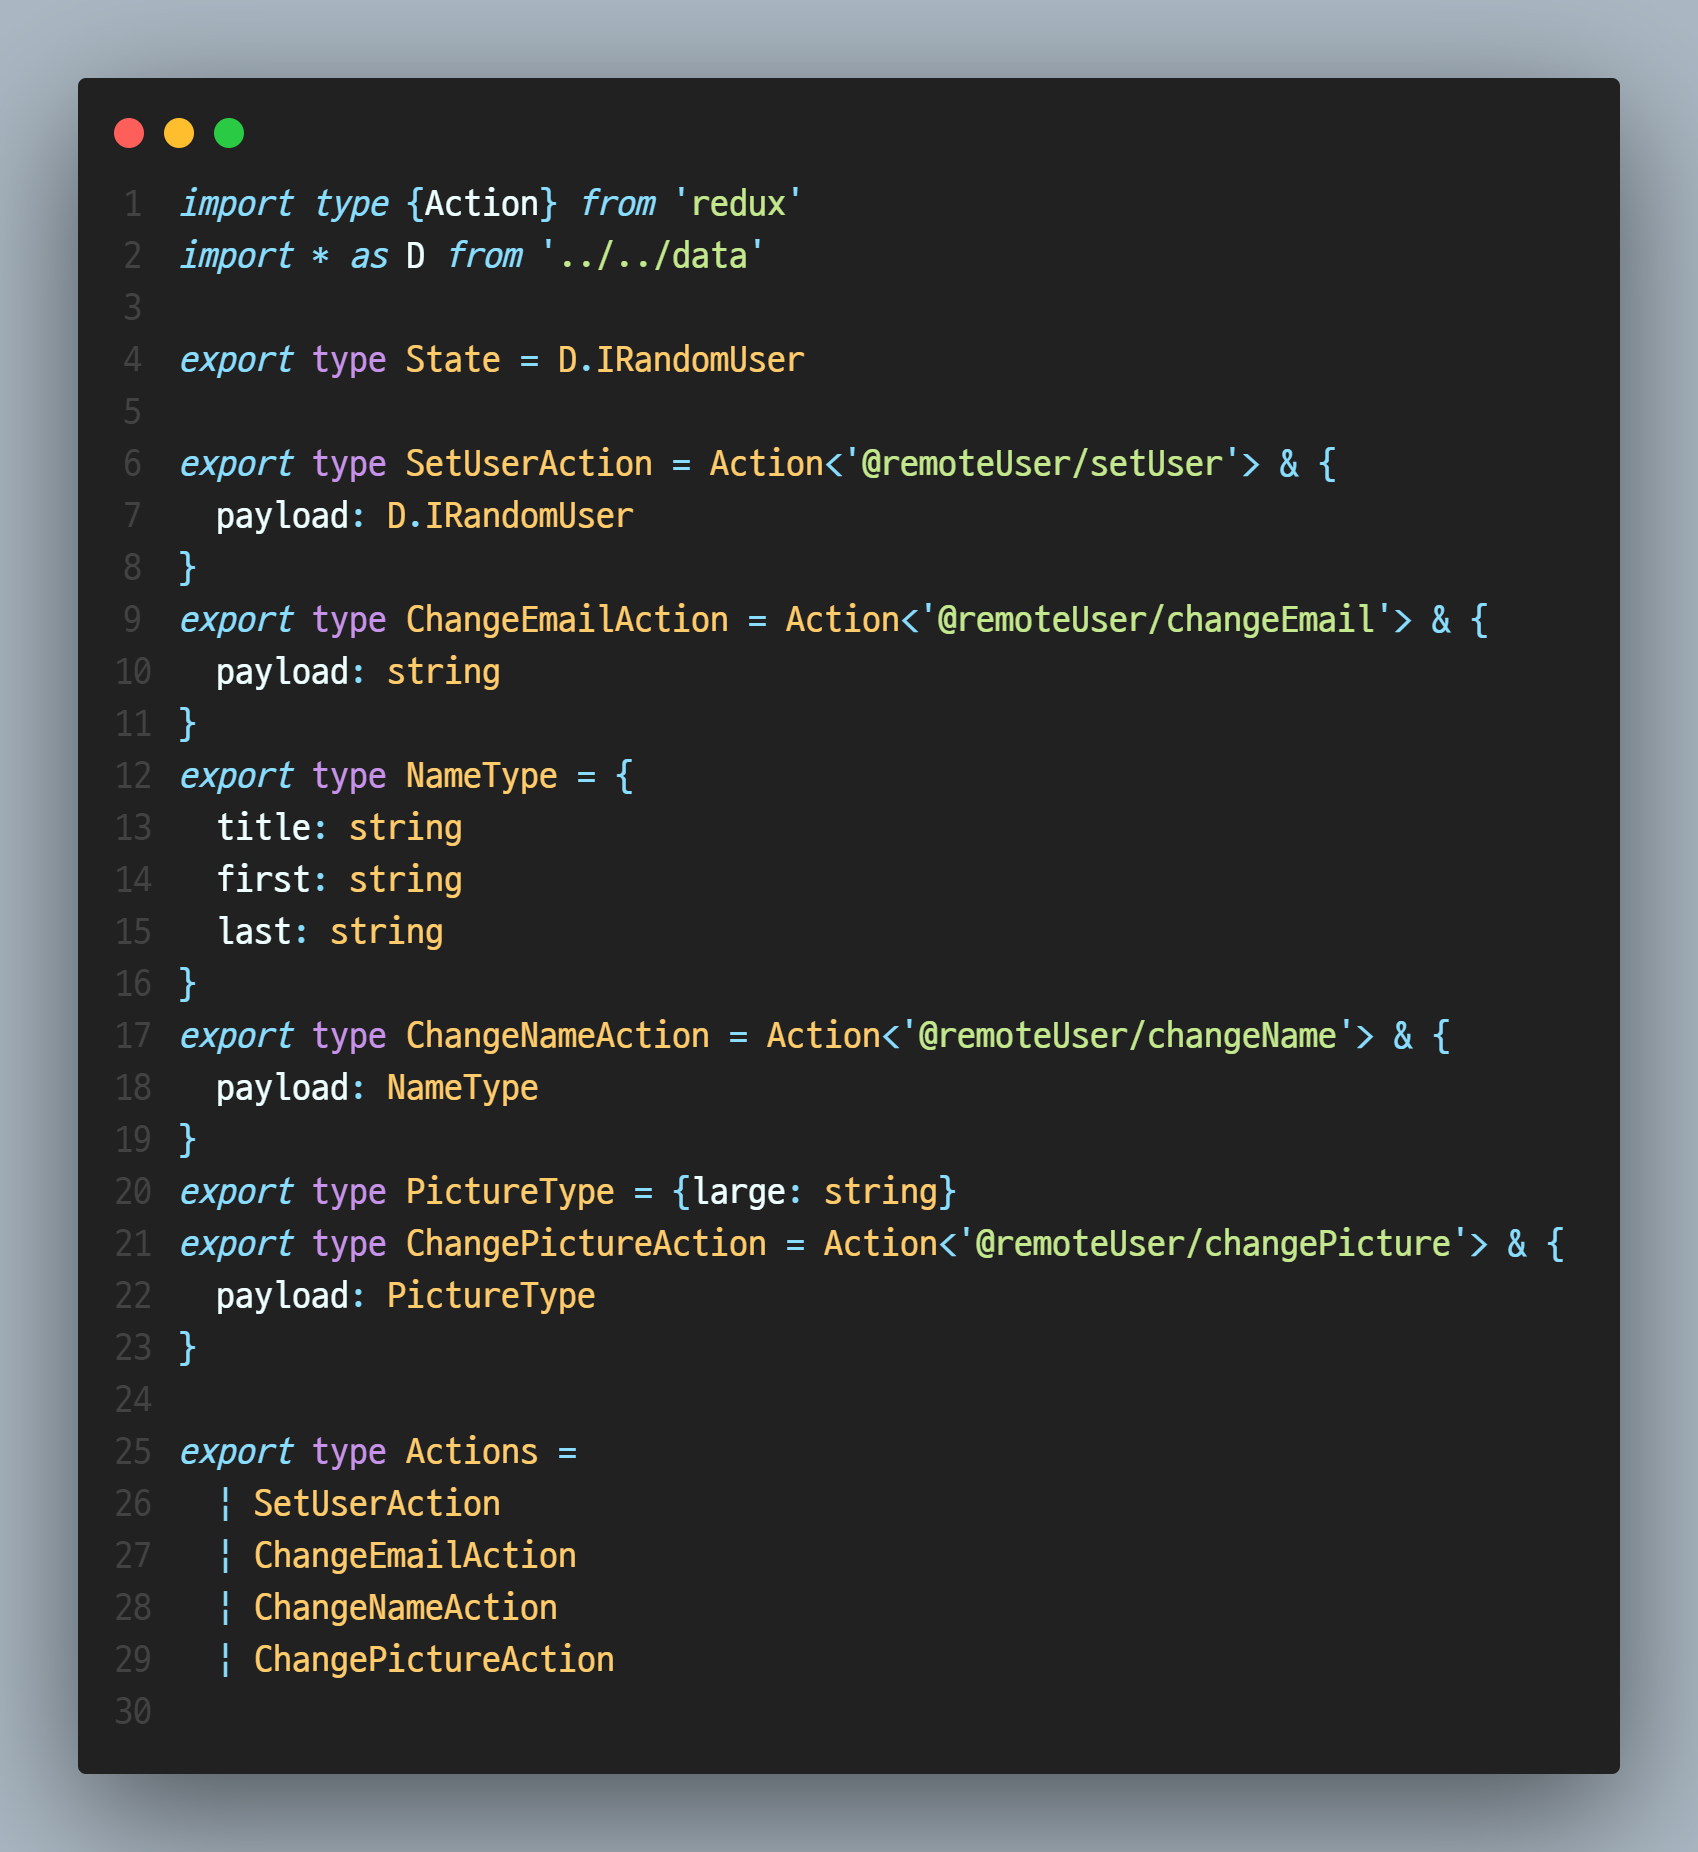 1 import type {Action} from 'redux'
2 import * as D from '../../data'
3
4 export type State = D.IRandomUser
5
6 export type SetUserAction = Action<'@remoteUser/setUser'> & {
7   payload: D.IRandomUser
8 }
9 export type ChangeEmailAction = Action<'@remoteUser/changeEmail'> & {
10   payload: string
11 }
12 export type NameType = {
13   title: string
14   first: string
15   last: string
16 }
17 export type ChangeNameAction = Action<'@remoteUser/changeName'> & {
18   payload: NameType
19 }
20 export type PictureType = {large: string}
21 export type ChangePictureAction = Action<'@remoteUser/changePicture'> & {
22   payload: PictureType
23 }
24
25 export type Actions =
26   | SetUserAction
27   | ChangeEmailAction
28   | ChangeNameAction
29   | ChangePictureAction
30